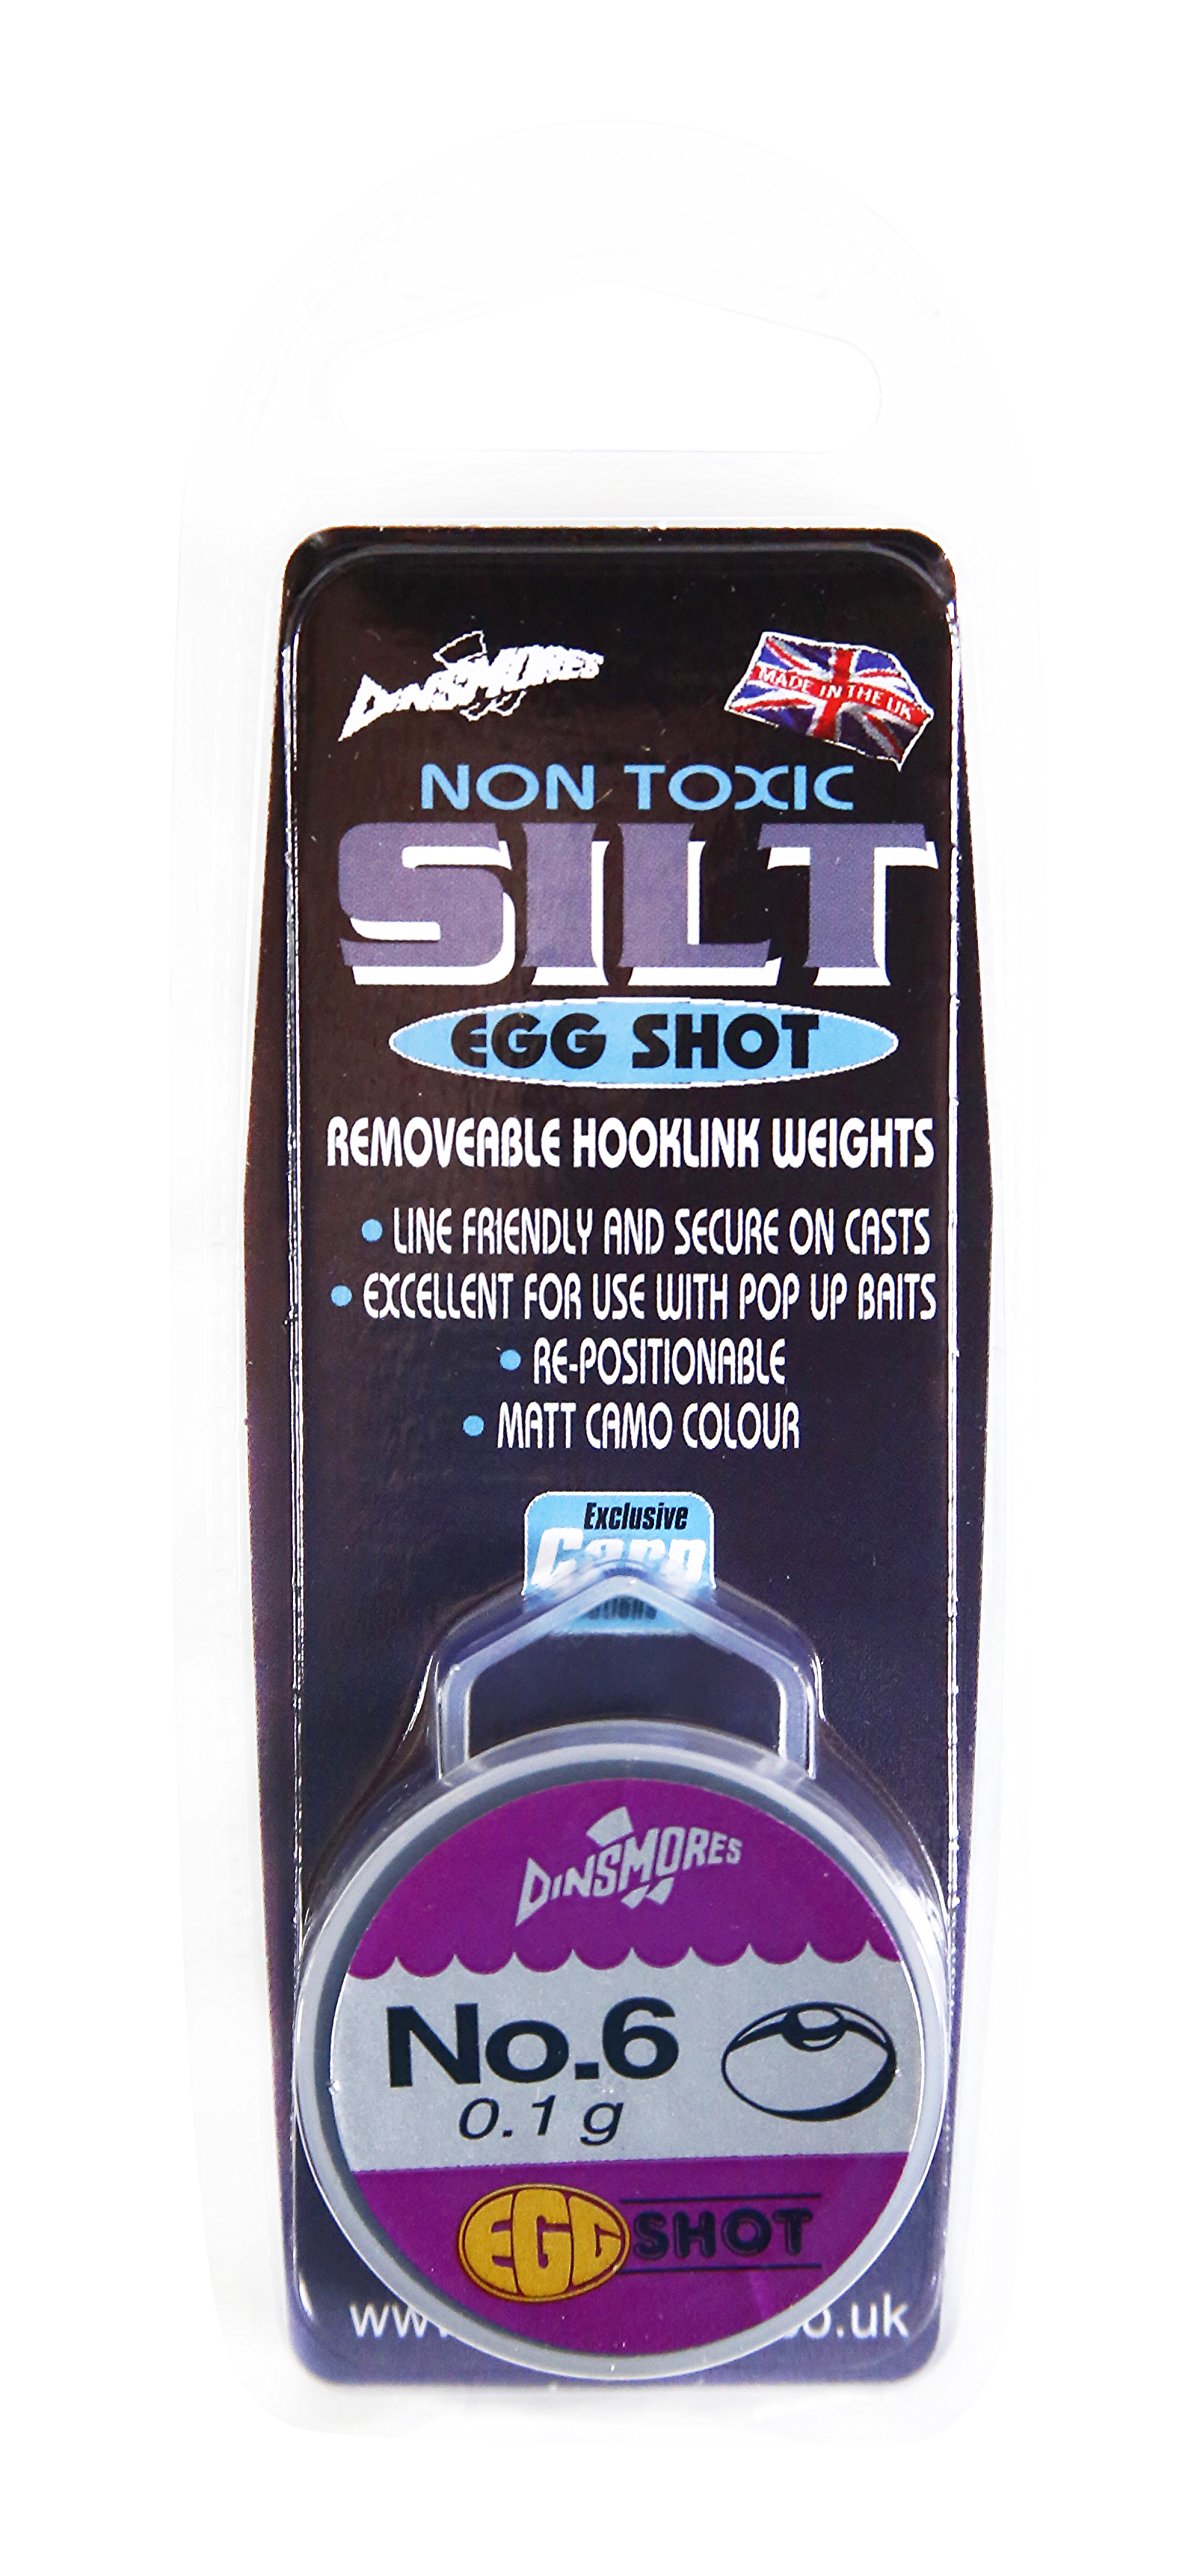 DINSMORES
MADE IN THE UK
NON TOXIC
SILT
EGG SHOT
REMOVEABLE HOOKLINK WEIGHTS
• LINE FRIENDLY AND SECURE ON CASTS
• EXCELLENT FOR USE WITH POP UP BAITS
• RE-POSITIONABLE
• MATT CAMO COLOUR
Exclusive
Carp
DINSMORES
No.6
0.1 g
EGG SHOT